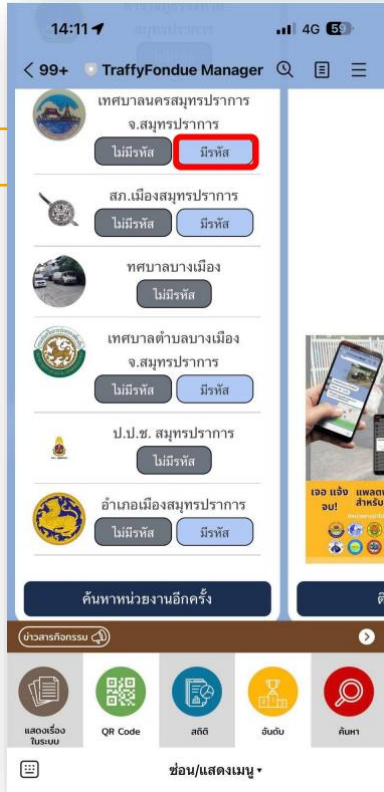 14:11
4G 59
99+ TraffyFondue Manager
เทศบาลนครสมุทรปราการ
จ.สมุทรปราการ
ไม่มีรหัส มีรหัส
สภ.เมืองสมุทรปราการ
ไม่มีรหัส มีรหัส
ทศบาลบางเมือง
ไม่มีรหัส
เทศบาลตำบลบางเมือง
จ.สมุทรปราการ
ไม่มีรหัส มีรหัส
ป.ป.ช. สมุทรปราการ
ไม่มีรหัส
อำเภอเมืองสมุทรปราการ
ไม่มีรหัส มีรหัส
เจอ แจ้ง
จบ!
สำหรับ
ค้นหาหน่วยงานอีกครั้ง
ข่าวสารกิจกรรม
แสดงเรื่อง
ในระบบ
QR Code
สถิติ
อันดับ
ค้นหา
ซ่อน/แสดงเมนู